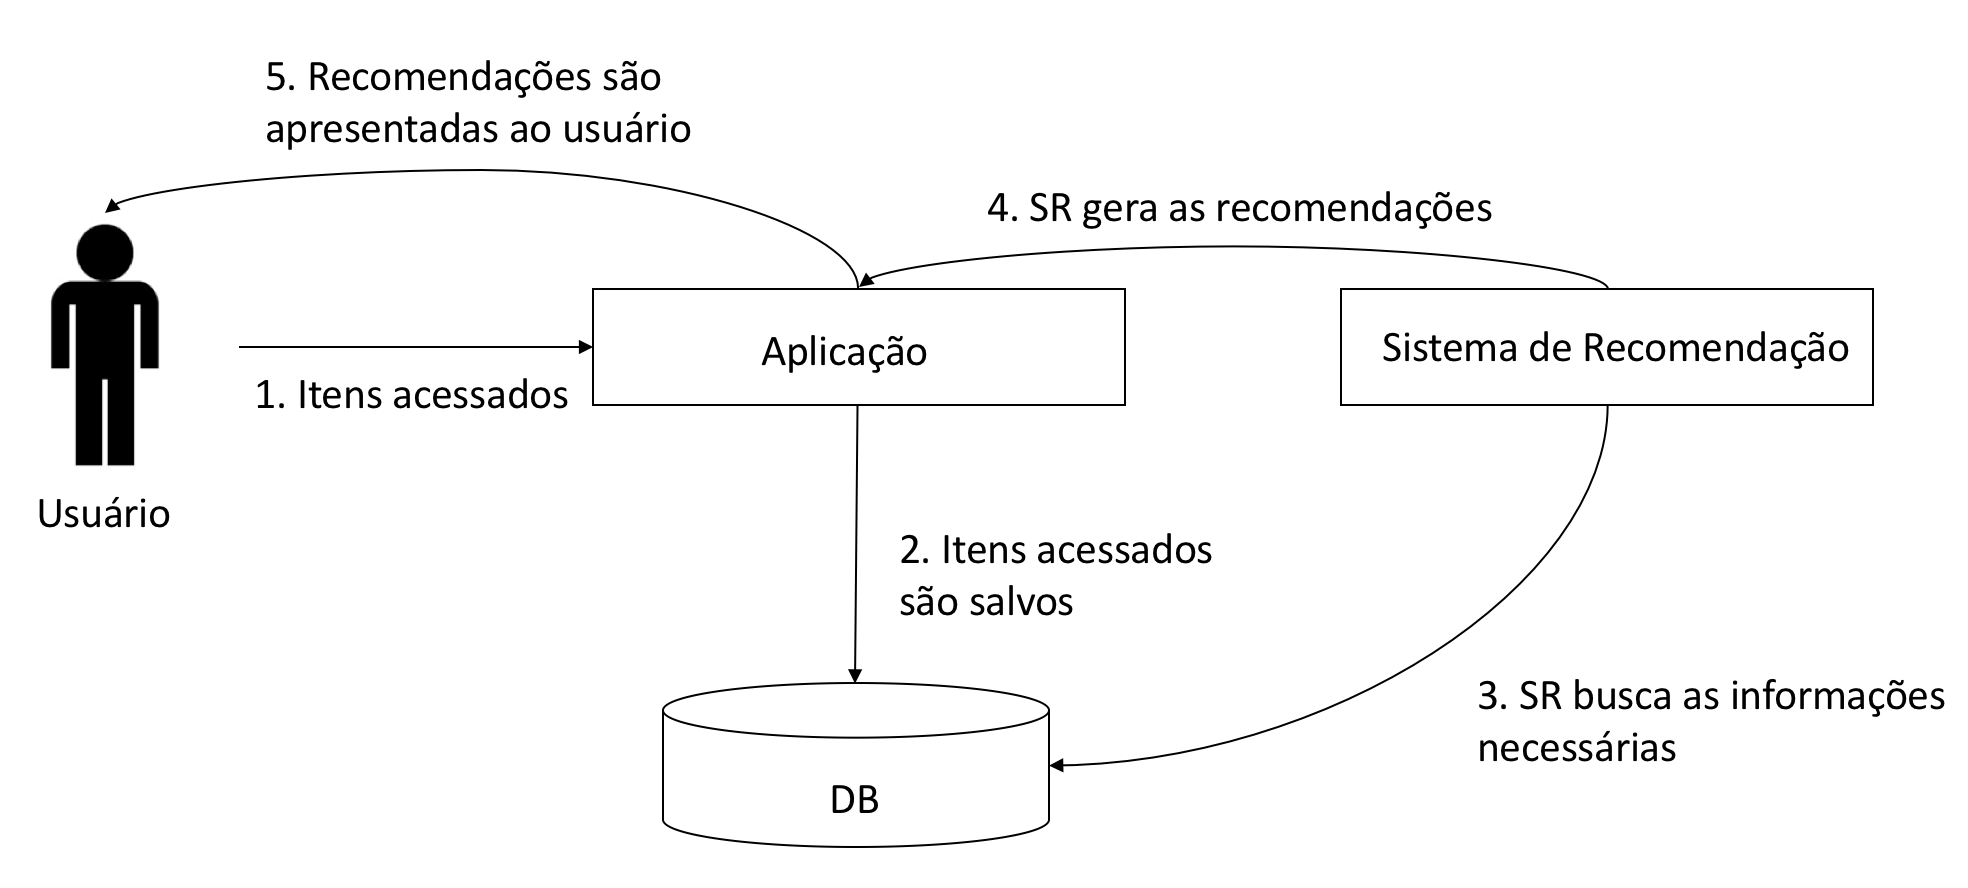 5. Recomendações são
apresentadas ao usuário
4. SR gera as recomendações
Aplicação
Sistema de Recomendação
1. Itens acessados
Usuário
2. Itens acessados
são salvos
3. SR busca as informações
necessárias
DB